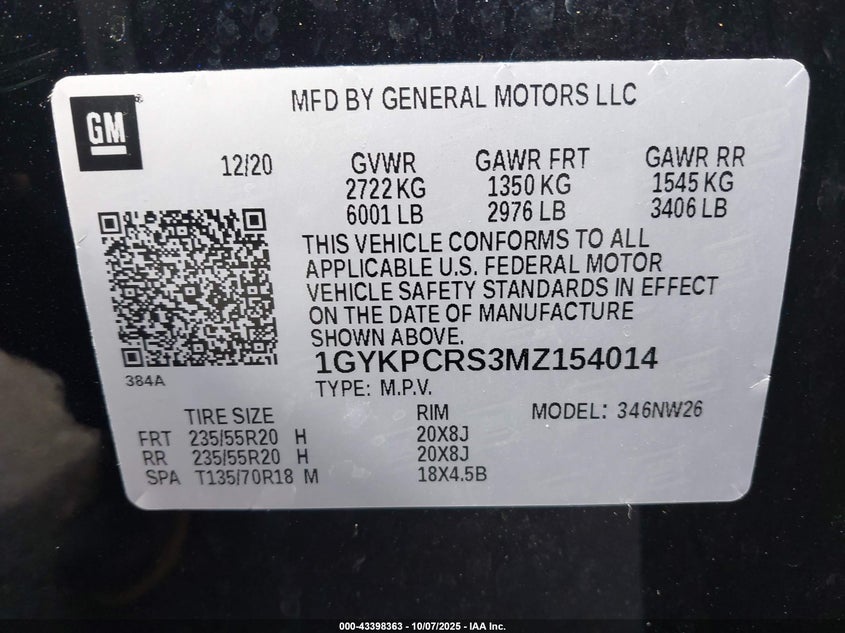 GM
MFD BY GENERAL MOTORS LLC
12/20 GVWR GAWR FRT GAWR RR
2722 KG 1350 KG 1545 KG
6001 LB 2976 LB 3406 LB
THIS VEHICLE CONFORMS TO ALL
APPLICABLE U.S. FEDERAL MOTOR
VEHICLE SAFETY STANDARDS IN EFFECT
ON THE DATE OF MANUFACTURE
SHOWN ABOVE.
1GYKPCRS3MZ154014
384A
TYPE: M.P.V.
TIRE SIZE RIM MODEL: 346NW26
FRT 235/55R20 H 20X8J
RR 235/55R20 H 20X8J
SPA T135/70R18 M 18X4.5B
000-43398363 - 10/07/2025 - IAA Inc.